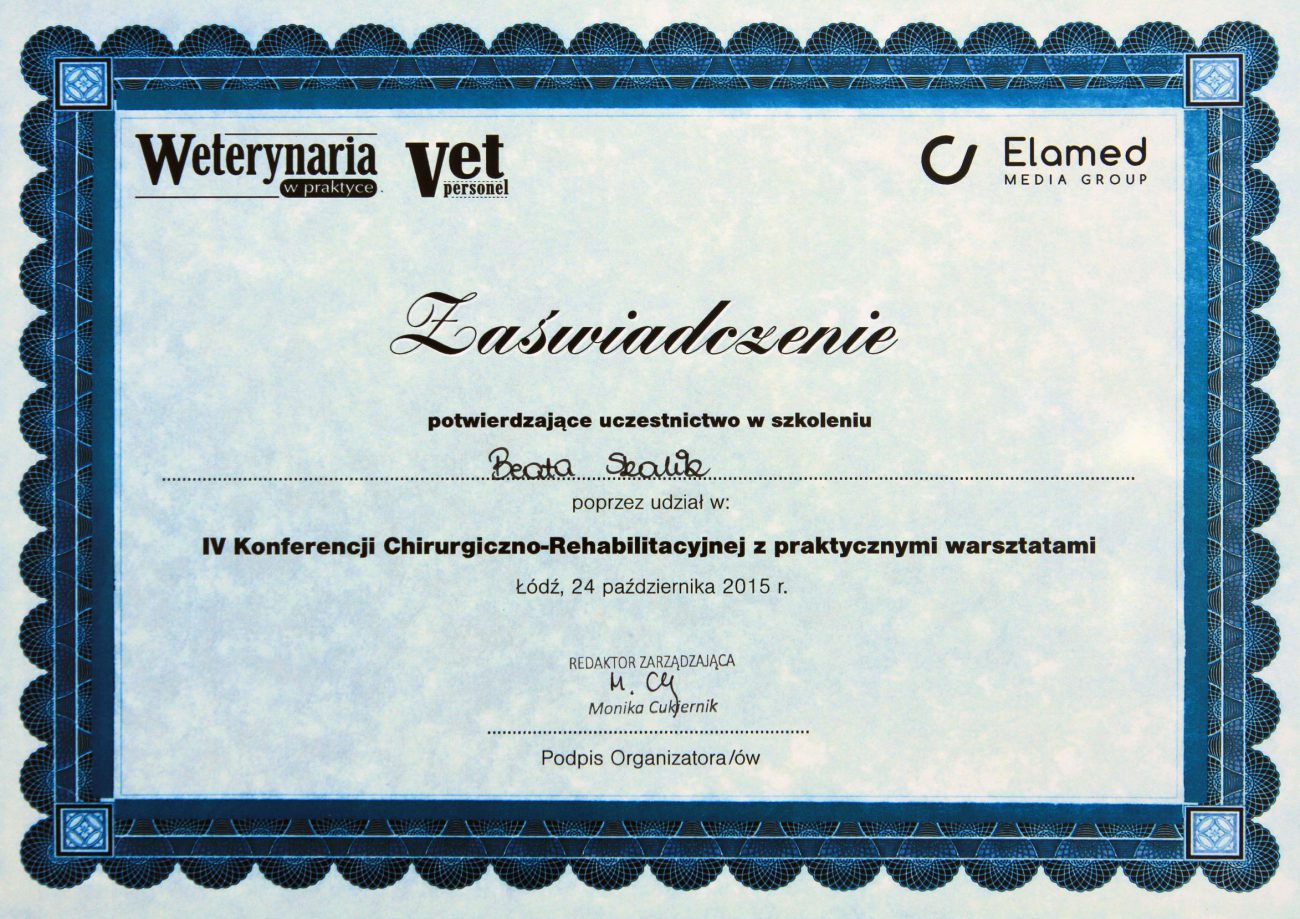 Weterynaria
w praktyce
Vet
personel
Elamed
MEDIA GROUP
Zaświadczenie
potwierdzające uczestnictwo w szkoleniu
Beata Skalik
poprzez udział w:
IV Konferencji Chirurgiczno-Rehabilitacyjnej z praktycznymi warsztatami
Łódź, 24 października 2015 r.
REDAKTOR ZARZĄDZAJĄCA
M. Cy
Monika Cukiernik
Podpis Organizatora/ów